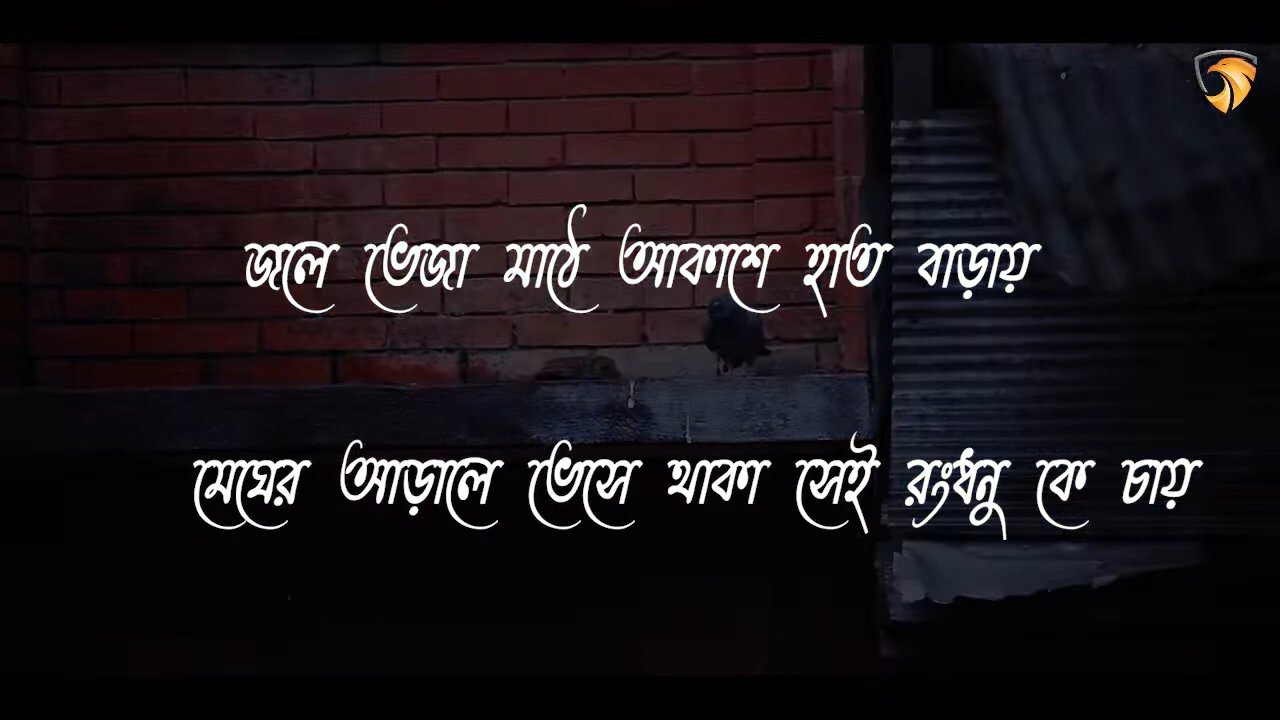 জলে ভেজা মাঠে আকাশে হাত বাড়ায়
মেঘের আড়ালে ভেসে থাকা সেই রংধনু কে চায়